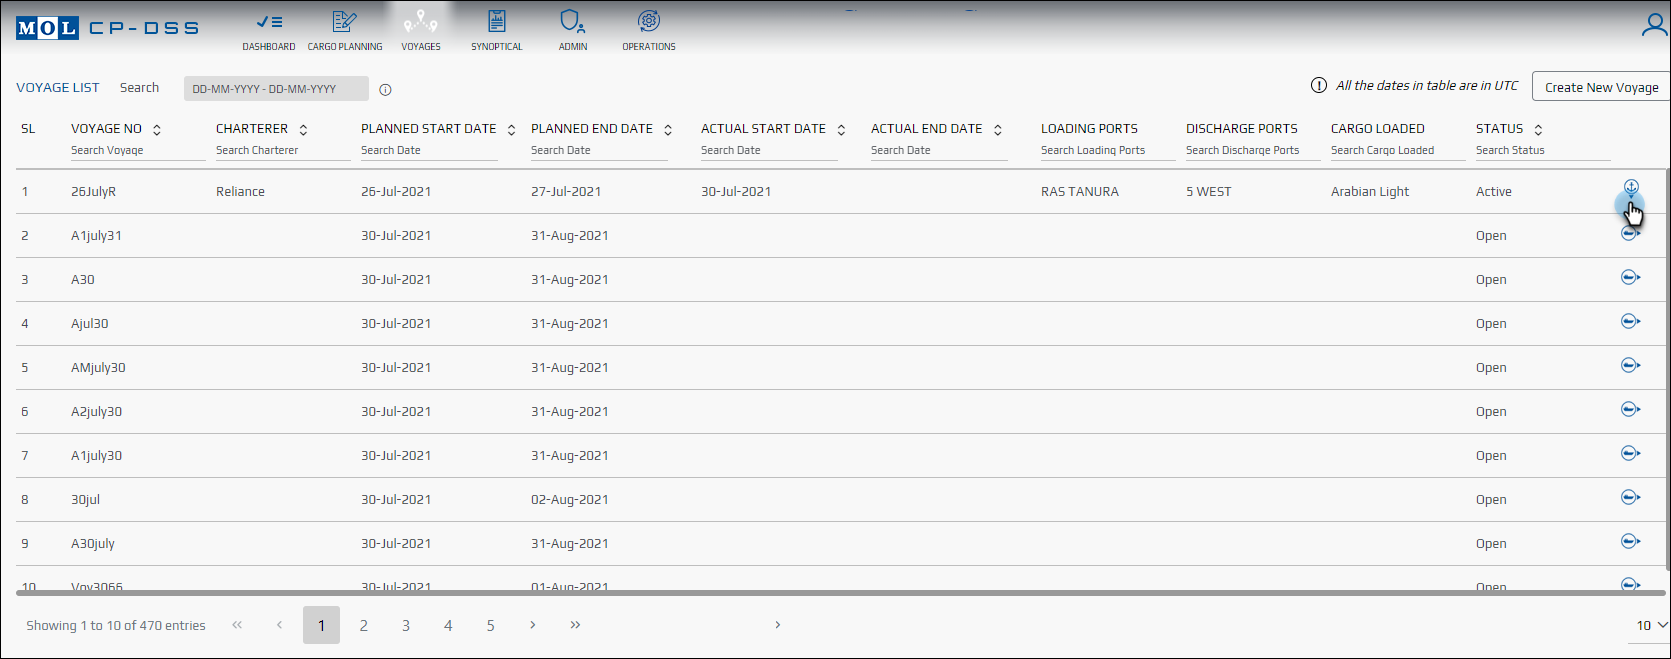 MOL CP-DSS
DASHBOARD CARGO PLANNING VOYAGES SYNOPTICAL ADMIN OPERATIONS
VOYAGE LIST Search DD-MM-YYYY - DD-MM-YYYY All the dates in table are in UTC Create New Voyage
SL VOYAGE NO CHARTERER PLANNED START DATE PLANNED END DATE ACTUAL START DATE ACTUAL END DATE LOADING PORTS DISCHARGE PORTS CARGO LOADED STATUS
Search Voyage Search Charterer Search Date Search Date Search Date Search Date Search Loading Ports Search Discharge Ports Search Cargo Loaded Search Status
1 26JulyR Reliance 26-Jul-2021 27-Jul-2021 30-Jul-2021 RAS TANURA 5 WEST Arabian Light Active
2 A1july31 30-Jul-2021 31-Aug-2021 Open
3 A30 30-Jul-2021 31-Aug-2021 Open
4 Ajul30 30-Jul-2021 31-Aug-2021 Open
5 AMjuly30 30-Jul-2021 31-Aug-2021 Open
6 A2july30 30-Jul-2021 31-Aug-2021 Open
7 A1july30 30-Jul-2021 31-Aug-2021 Open
8 30jul 30-Jul-2021 02-Aug-2021 Open
9 A30july 30-Jul-2021 31-Aug-2021 Open
10 Voy3066 30-Jul-2021 01-Aug-2021 Open
Showing 1 to 10 of 470 entries << < 1 2 3 4 5 > >> > 10